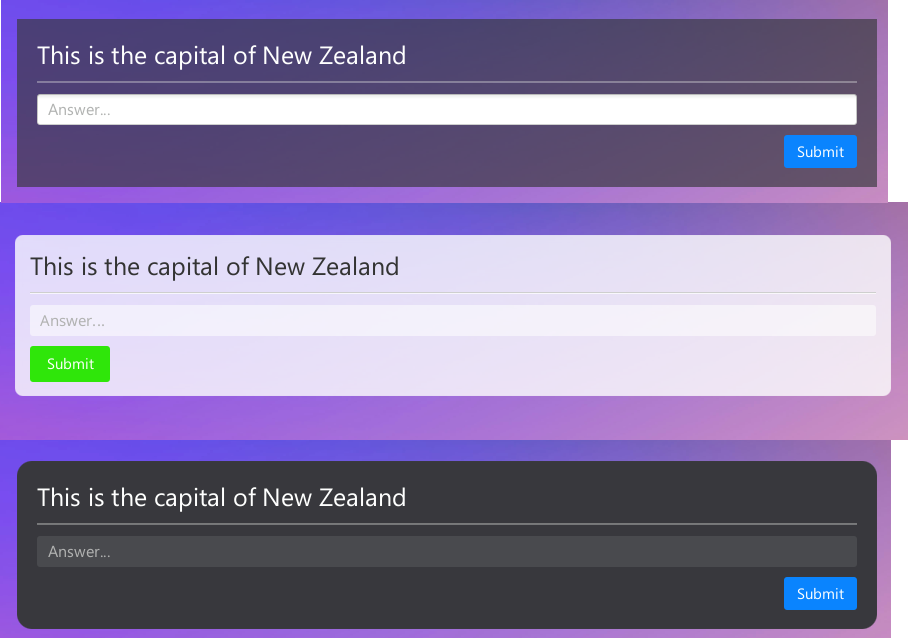 This is the capital of New Zealand
Answer...
Submit
This is the capital of New Zealand
Answer...
Submit
This is the capital of New Zealand
Answer...
Submit